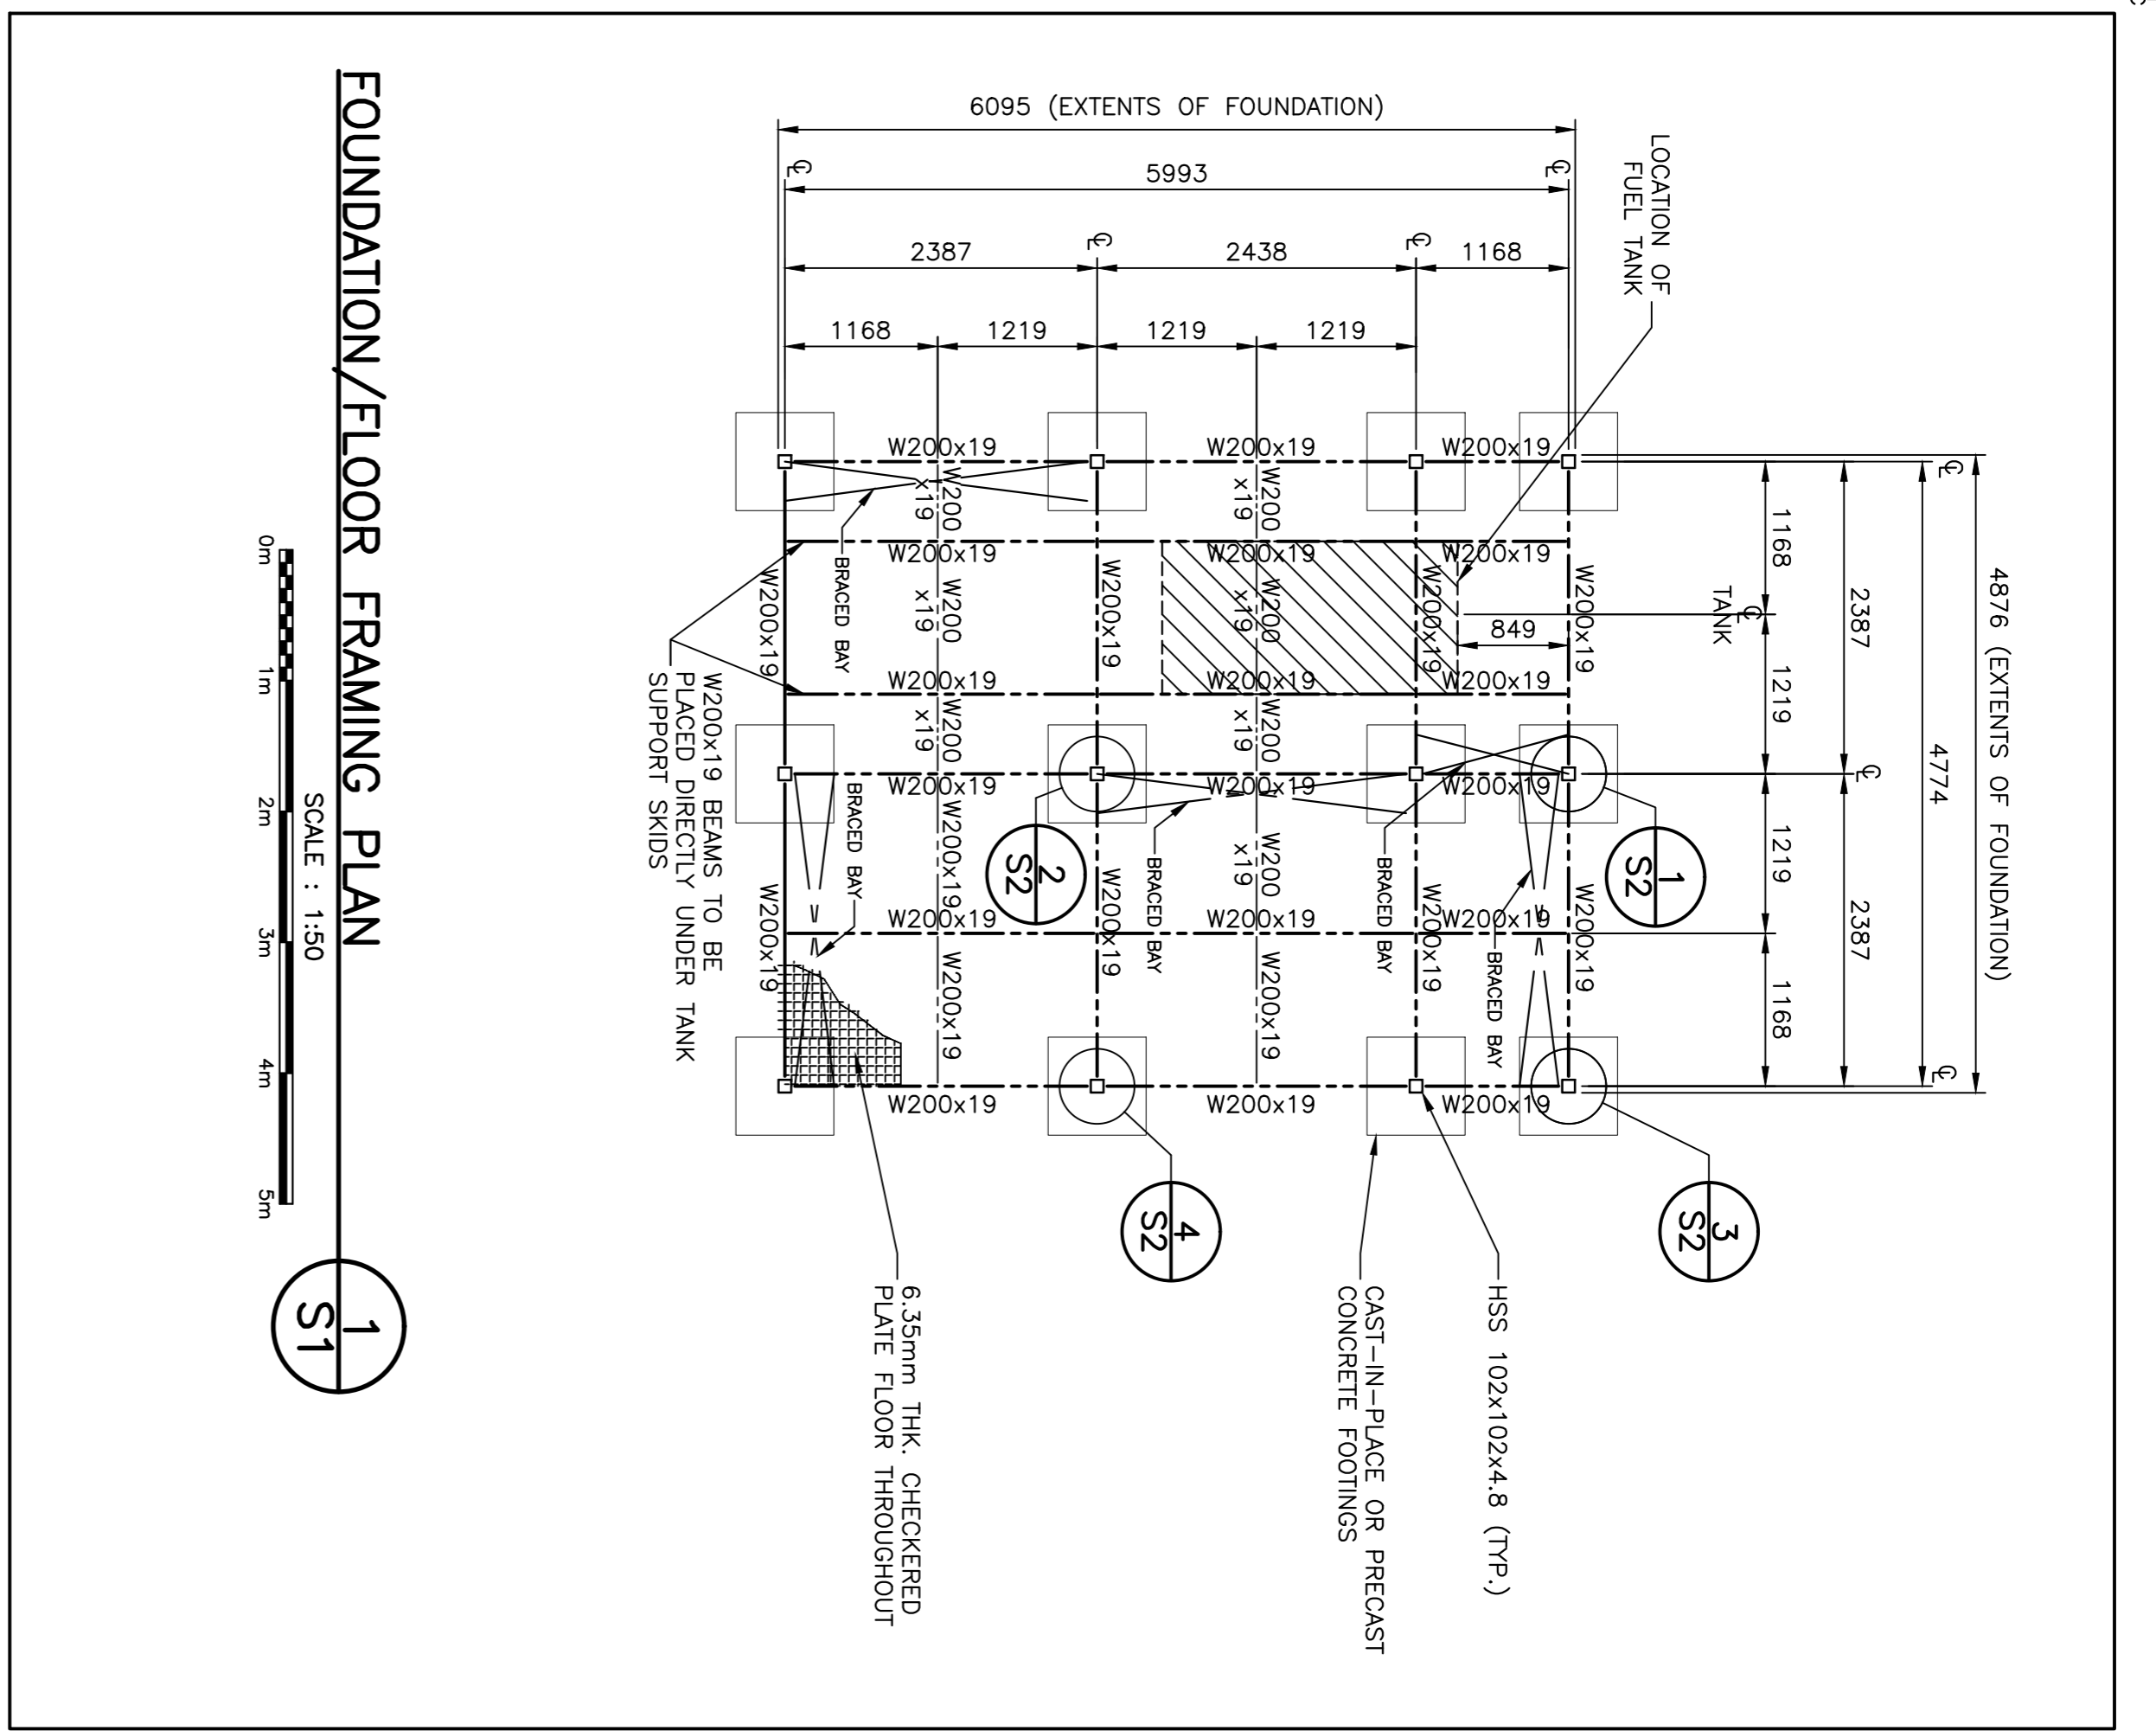 6095 (EXTENTS OF FOUNDATION)
5993
2387
2438
1168
1168
1219
1219
1219
℄
℄
℄
℄
LOCATION OF
FUEL TANK
4876 (EXTENTS OF FOUNDATION)
4774
2387
2387
1168
1219
1219
1168
℄
℄
℄
℄
TANK
849
W200x19
W200x19
W200x19
W200
x19
W200
x19
W200x19
W200x19
W200x19
BRACED BAY
W200x19
W200
x19
W200x19
W200
x19
W200x19
W200x19
W200x19
W200x19
W200x19
W200
x19
W200
x19
W200x19
W200x19
W200x19
BRACED BAY
W200x19
BRACED BAY
W200
x19
BRACED BAY
BRACED BAY
W200x19
W200x19
W200x19
W200x19
W200x19
W200x19
W200x19
W200x19
W200x19
W200x19
W200x19
W200x19
1
S2
2
S2
3
S2
4
S2
W200x19 BEAMS TO BE
PLACED DIRECTLY UNDER TANK
SUPPORT SKIDS
HSS 102x102x4.8 (TYP.)
CAST-IN-PLACE OR PRECAST
CONCRETE FOOTINGS
6.35mm THK. CHECKERED
PLATE FLOOR THROUGHOUT
FOUNDATION/FLOOR FRAMING PLAN
SCALE : 1:50
0m
1m
2m
3m
4m
5m
1
S1